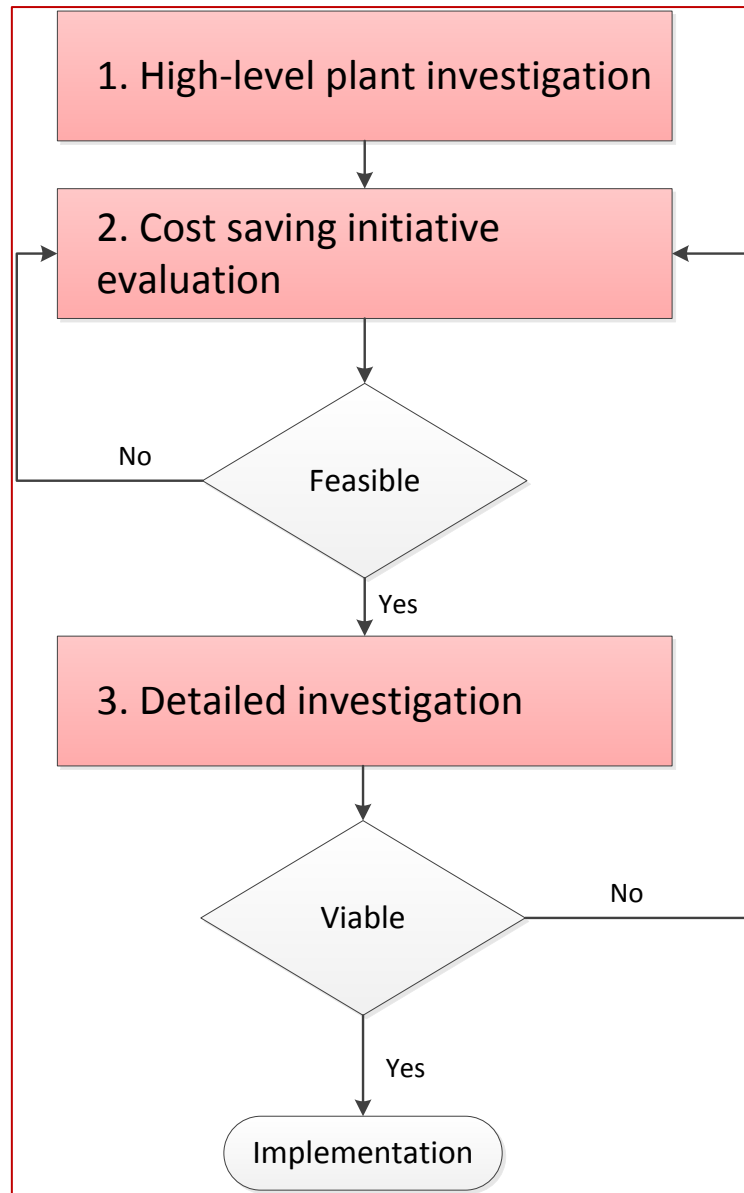 1. High-level plant investigation
2. Cost saving initiative
evaluation
No
Feasible
Yes
3. Detailed investigation
No
Viable
Yes
Implementation